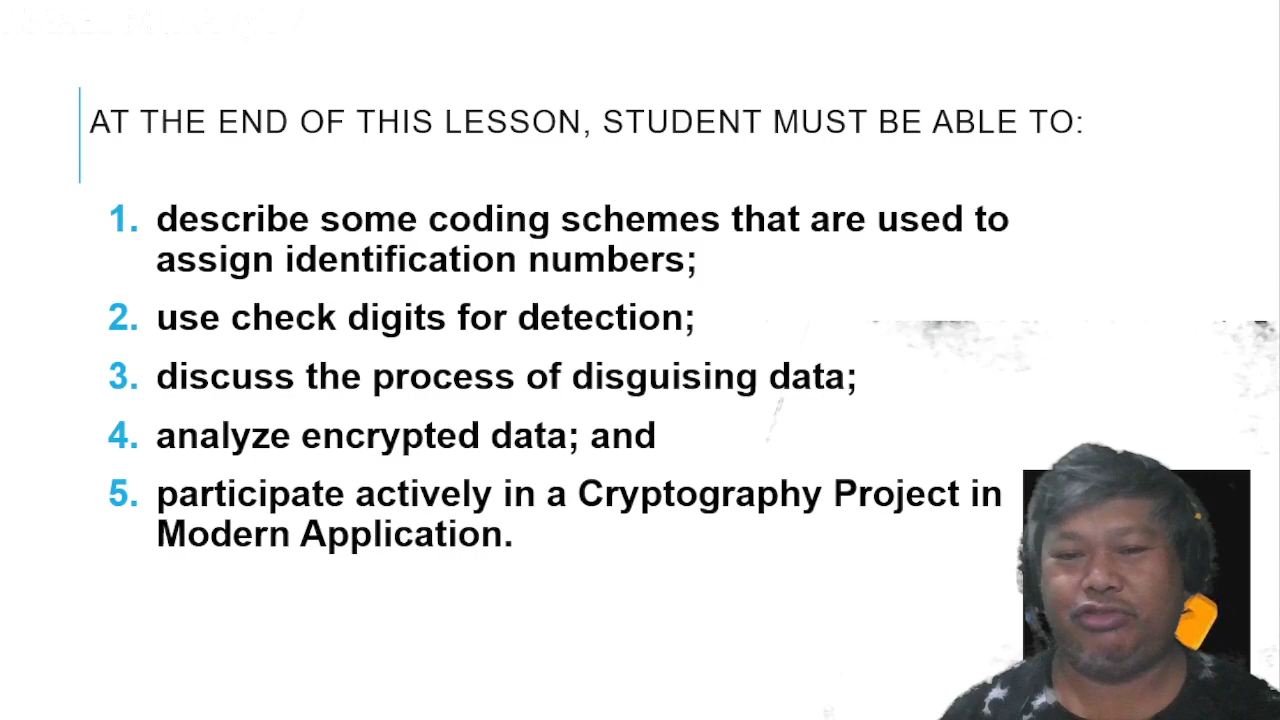 AT THE END OF THIS LESSON, STUDENT MUST BE ABLE TO:
1. describe some coding schemes that are used to
assign identification numbers;
2. use check digits for detection;
3. discuss the process of disguising data;
4. analyze encrypted data; and
5. participate actively in a Cryptography Project in
Modern Application.